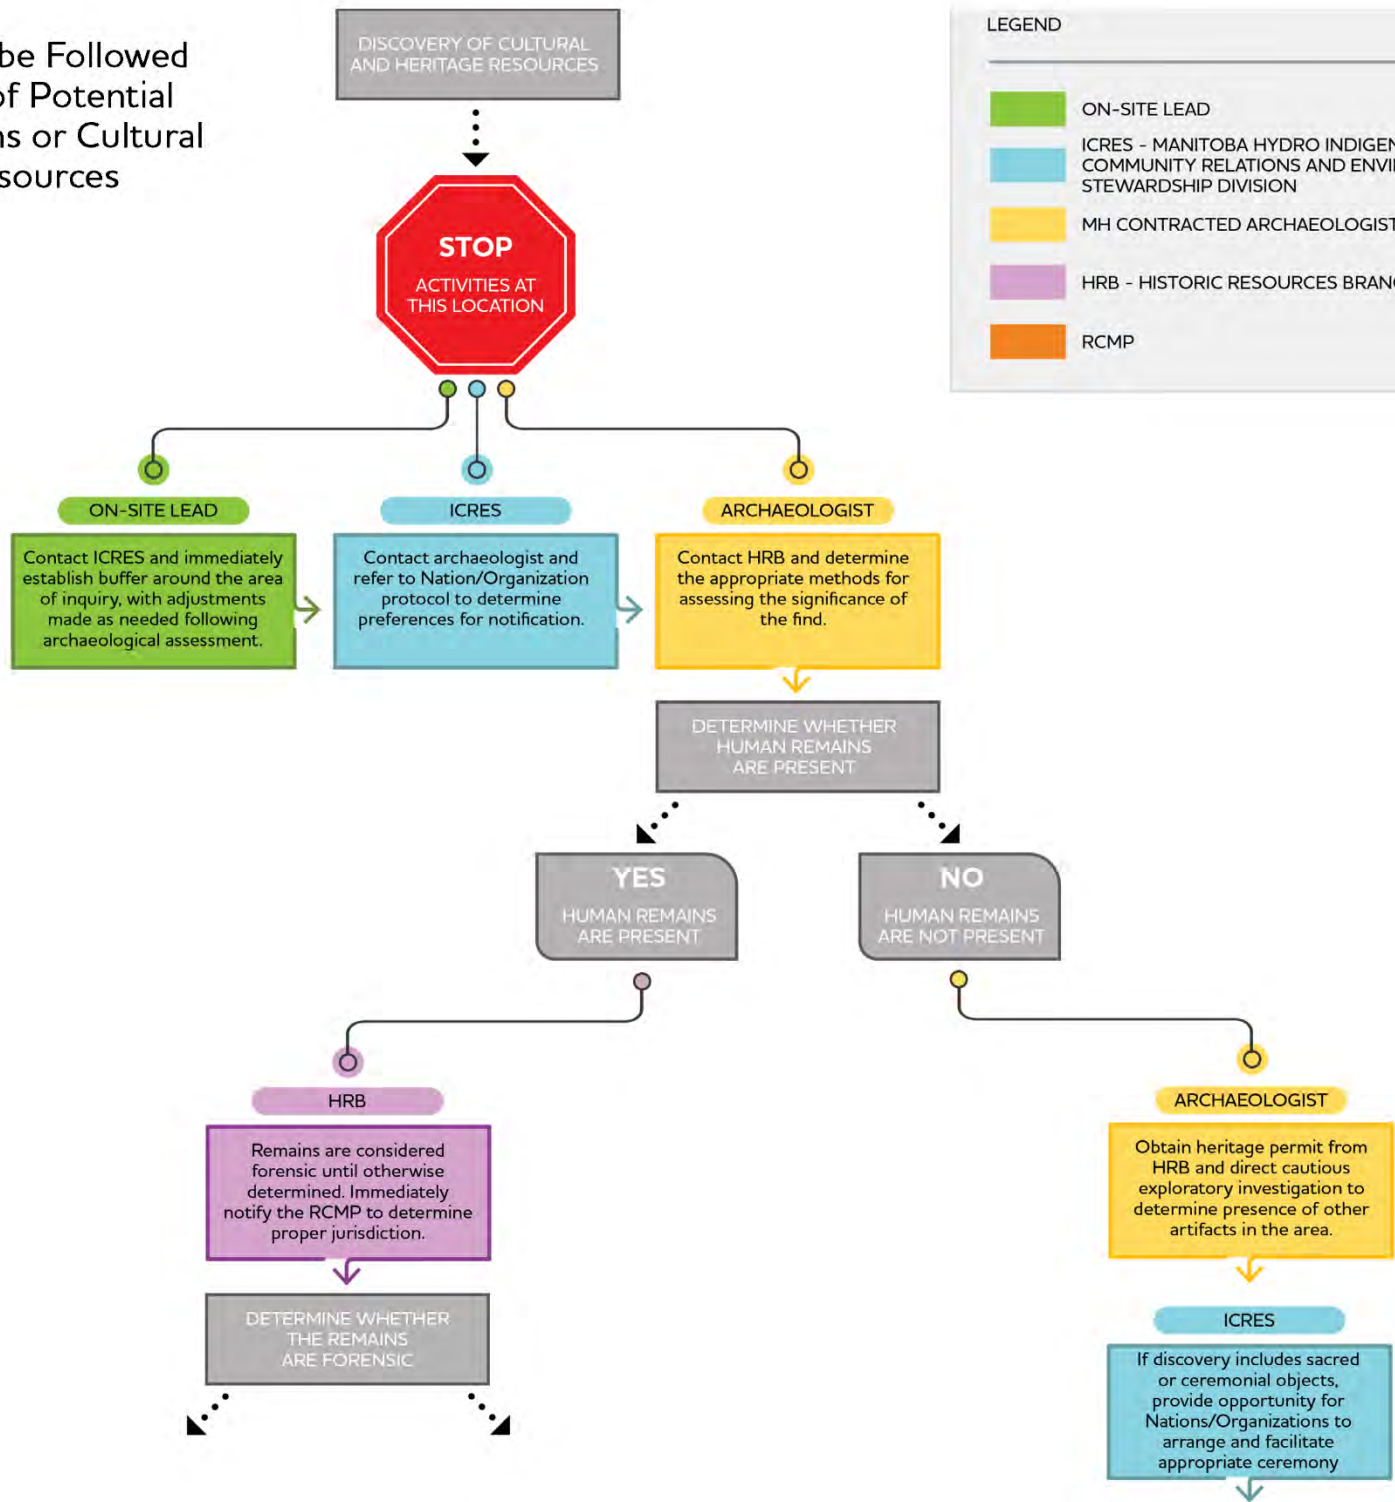 be Followed
of Potential
ns or Cultural
sources
DISCOVERY OF CULTURAL
AND HERITAGE RESOURCES
LEGEND
ON-SITE LEAD
ICRES - MANITOBA HYDRO INDIGEN
COMMUNITY RELATIONS AND ENVI
STEWARDSHIP DIVISION
MH CONTRACTED ARCHAEOLOGIST
HRB - HISTORIC RESOURCES BRANC
RCMP
STOP
ACTIVITIES AT
THIS LOCATION
ON-SITE LEAD
Contact ICRES and immediately
establish buffer around the area
of inquiry, with adjustments
made as needed following
archaeological assessment.
ICRES
Contact archaeologist and
refer to Nation/Organization
protocol to determine
preferences for notification.
ARCHAEOLOGIST
Contact HRB and determine
the appropriate methods for
assessing the significance of
the find.
DETERMINE WHETHER
HUMAN REMAINS
ARE PRESENT
YES
HUMAN REMAINS
ARE PRESENT
NO
HUMAN REMAINS
ARE NOT PRESENT
HRB
Remains are considered
forensic until otherwise
determined. Immediately
notify the RCMP to determine
proper jurisdiction.
DETERMINE WHETHER
THE REMAINS
ARE FORENSIC
ARCHAEOLOGIST
Obtain heritage permit from
HRB and direct cautious
exploratory investigation to
determine presence of other
artifacts in the area.
ICRES
If discovery includes sacred
or ceremonial objects,
provide opportunity for
Nations/Organizations to
arrange and facilitate
appropriate ceremony